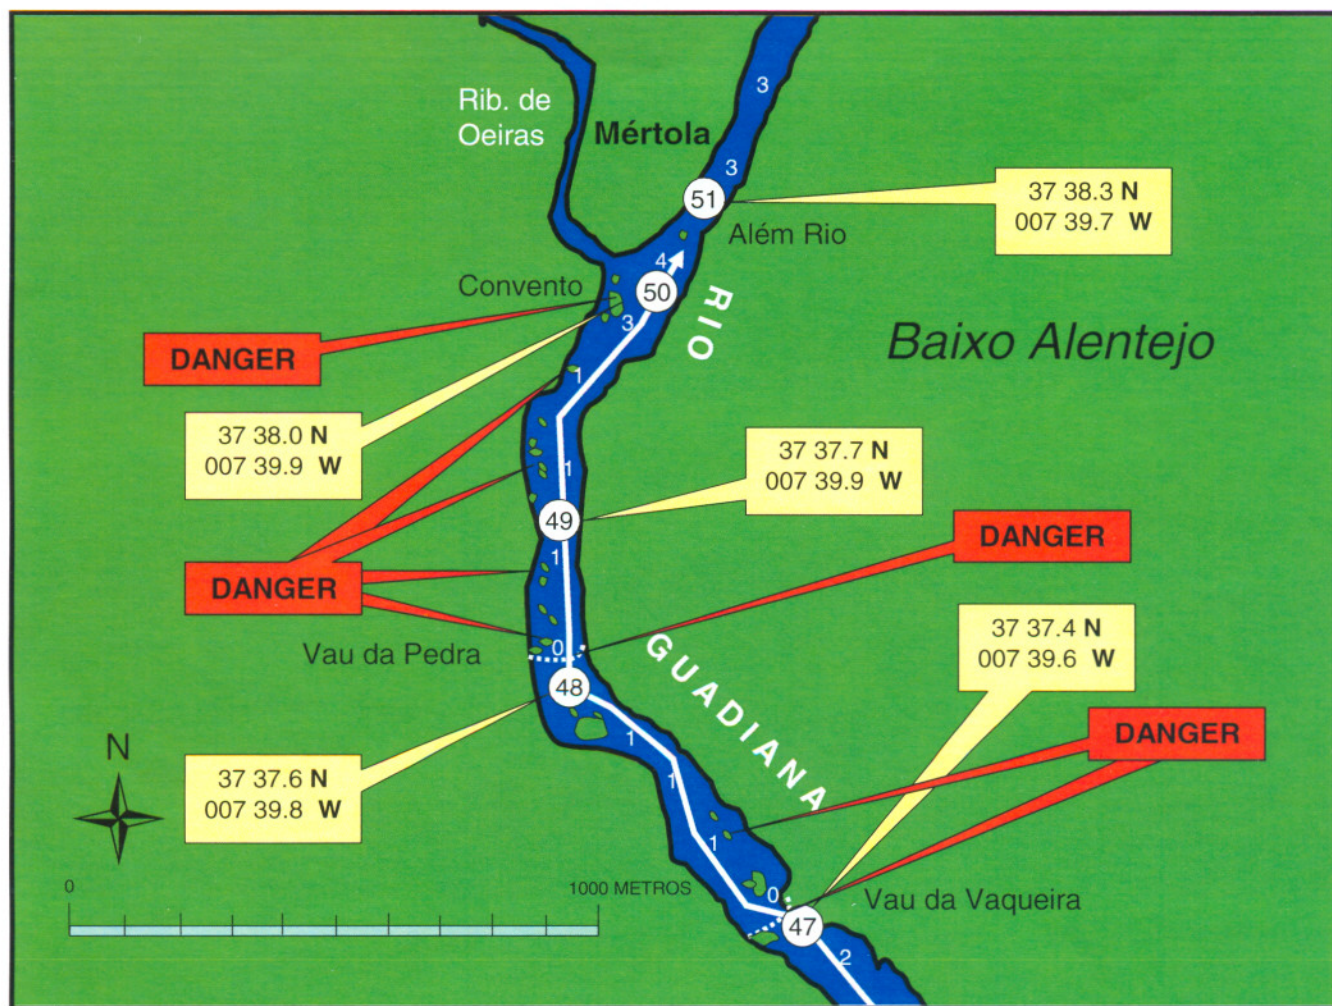 3
Rib. de
Oeiras
Mértola
3
51
37 38.3 N
007 39.7 W
Além Rio
4
Convento
50
RIO
3
DANGER
Baixo Alentejo
1
37 38.0 N
007 39.9 W
37 37.7 N
007 39.9 W
1
49
DANGER
1
DANGER
37 37.4 N
007 39.6 W
Vau da Pedra
0
GUADIANA
48
DANGER
1
N
37 37.6 N
007 39.8 W
1
1
0
1000 METROS
0
Vau da Vaqueira
47
2